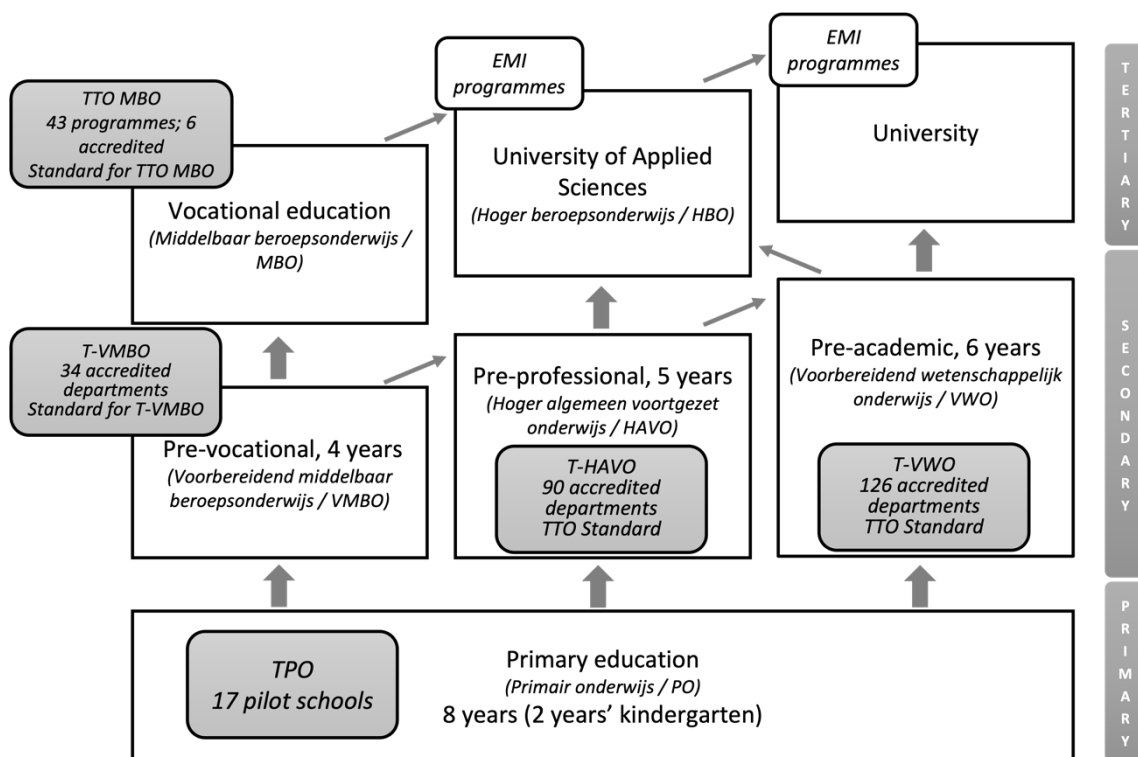 EMI
programmes
EMI
programmes
TTO MBO
43 programmes; 6
accredited
Standard for TTO MBO
Vocational education
(Middelbaar beroepsonderwijs /
MBO)
University of Applied
Sciences
(Hoger beroepsonderwijs / HBO)
University
TERTIARY
T-VMBO
34 accredited
departments
Standard for T-VMBO
Pre-vocational, 4 years
(Voorbereidend middelbaar
beroepsonderwijs / VMBO)
Pre-professional, 5 years
(Hoger algemeen voortgezet
onderwijs / HAVO)
T-HAVO
90 accredited
departments
TTO Standard
Pre-academic, 6 years
(Voorbereidend wetenschappelijk
onderwijs / VWO)
T-VWO
126 accredited
departments
TTO Standard
SECONDARY
TPO
17 pilot schools
Primary education
(Primair onderwijs / PO)
8 years (2 years’ kindergarten)
PRIMARY